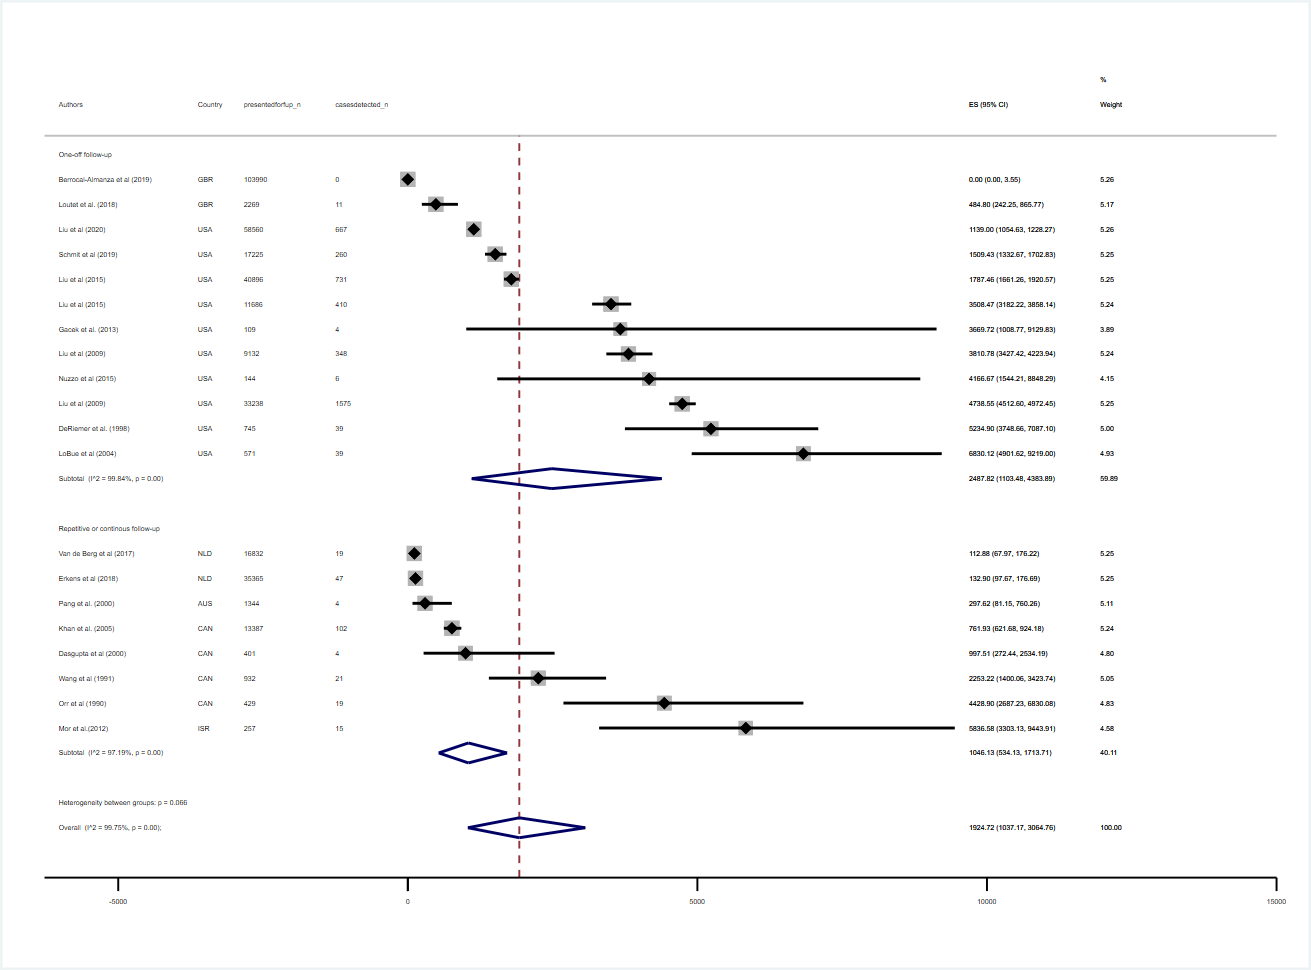 %
Authors Country presentedforfup_n casesdetected_n ES (95% CI) Weight
One-off follow-up
Berrocal-Almanza et al (2019) GBR 103990 0 0.00 (0.00, 3.55) 5.26
Loutet et al. (2018) GBR 2269 11 484.80 (242.25, 865.77) 5.17
Liu et al (2020) USA 58560 667 1139.00 (1054.63, 1228.27) 5.26
Schmit et al (2019) USA 17225 260 1509.43 (1332.67, 1702.83) 5.25
Liu et al (2015) USA 40896 731 1787.46 (1661.26, 1920.57) 5.25
Liu et al (2015) USA 11686 410 3508.47 (3182.22, 3858.14) 5.24
Gacek et al. (2013) USA 109 4 3669.72 (1008.77, 9129.83) 3.89
Liu et al (2009) USA 9132 348 3810.78 (3427.42, 4223.94) 5.24
Nuzzo et al (2015) USA 144 6 4166.67 (1544.21, 8848.29) 4.15
Liu et al (2009) USA 33238 1575 4738.55 (4512.60, 4972.45) 5.25
DeRiemer et al. (1998) USA 745 39 5234.90 (3748.66, 7087.10) 5.00
LoBue et al (2004) USA 571 39 6830.12 (4901.62, 9219.00) 4.93
Subtotal (I^2 = 99.84%, p = 0.00) 2487.82 (1103.48, 4383.89) 59.89
Repetitive or continous follow-up
Van de Berg et al (2017) NLD 16832 19 112.88 (67.97, 176.22) 5.25
Erkens et al (2018) NLD 35365 47 132.90 (97.67, 176.69) 5.25
Pang et al. (2000) AUS 1344 4 297.62 (81.15, 760.26) 5.11
Khan et al. (2005) CAN 13387 102 761.93 (621.68, 924.18) 5.24
Dasgupta et al (2000) CAN 401 4 997.51 (272.44, 2534.19) 4.80
Wang et al (1991) CAN 932 21 2253.22 (1400.06, 3423.74) 5.05
Orr et al (1990) CAN 429 19 4428.90 (2687.23, 6830.08) 4.83
Mor et al.(2012) ISR 257 15 5836.58 (3303.13, 9443.91) 4.58
Subtotal (I^2 = 97.19%, p = 0.00) 1046.13 (534.13, 1713.71) 40.11
Heterogeneity between groups: p = 0.066
Overall (I^2 = 99.75%, p = 0.00); 1924.72 (1037.17, 3064.76) 100.00
-5000 0 5000 10000 15000